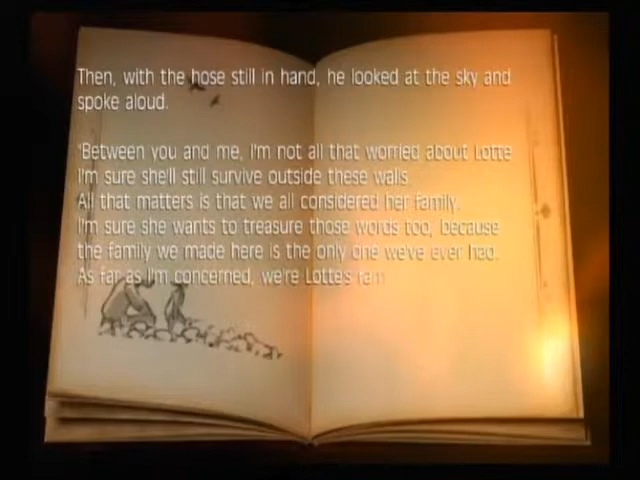 Then, with the hose still in hand, he looked at the sky and
spoke aloud.
'Between you and me, I'm not all that worried about Lotte
I'm sure she'll still survive outside these walls.
All that matters is that we all considered her family.
I'm sure she wants to treasure those words too, because
the family we made here is the only one we've ever had.
As far as I'm concerned, we're Lotte's fam